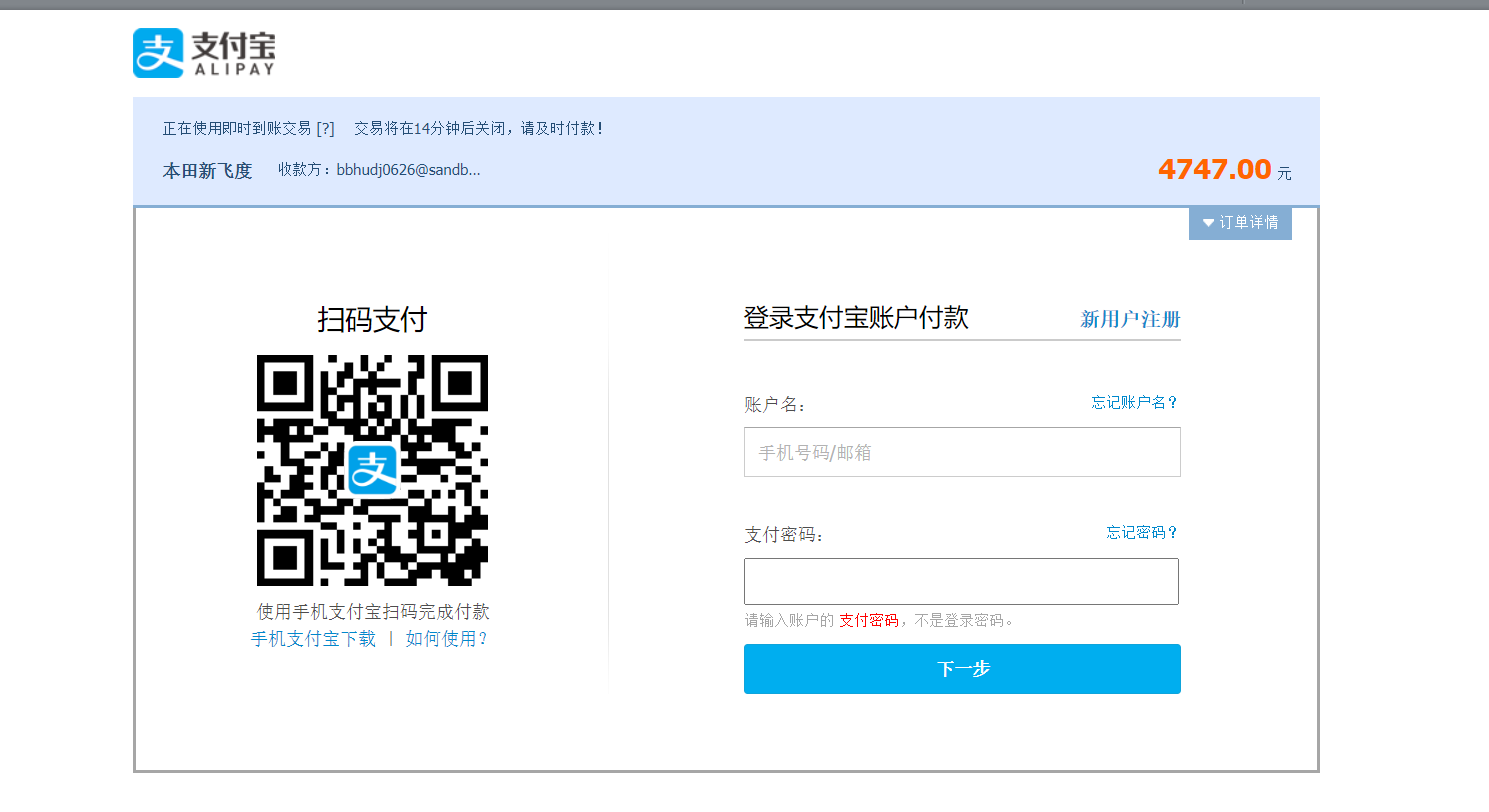 支付宝
ALIPAY
正在使用即时到账交易 [?] 交易将在14分钟后关闭，请及时付款！
本田新飞度 收款方：bbhudj0626@sandb... 4747.00 元
订单详情
扫码支付
支
使用手机支付宝扫码完成付款
手机支付宝下载 | 如何使用？
登录支付宝账户付款 新用户注册
账户名： 忘记账户名？
手机号码/邮箱
支付密码： 忘记密码？
请输入账户的 支付密码，不是登录密码。
下一步